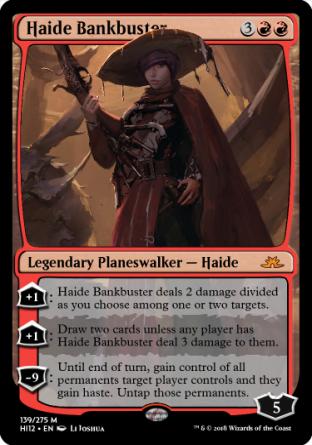 Haide Bankbuster 3
Legendary Planeswalker — Haide
+1: Haide Bankbuster deals 2 damage divided
as you choose among one or two targets.
+1: Draw two cards unless any player has
Haide Bankbuster deal 3 damage to them.
-9: Until end of turn, gain control of all
permanents target player controls and they
gain haste. Untap those permanents.
5
139/275 M
HI12 • EN Li Joshua
™ & © 2018 Wizards of the Coast